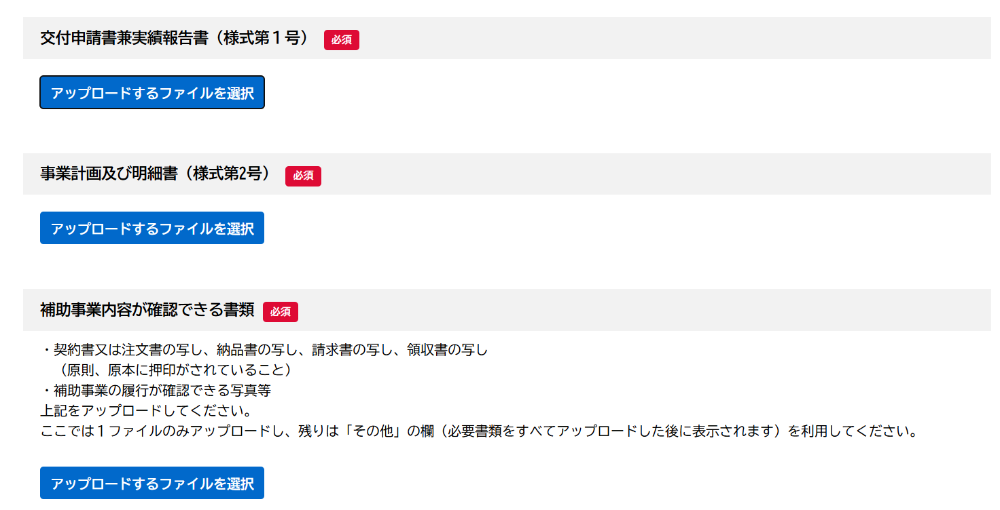 交付申請書兼実績報告書（様式第１号） 必須
アップロードするファイルを選択
事業計画及び明細書（様式第2号） 必須
アップロードするファイルを選択
補助事業内容が確認できる書類 必須
・契約書又は注文書の写し、納品書の写し、請求書の写し、領収書の写し
（原則、原本に押印がされていること）
・補助事業の履行が確認できる写真等
上記をアップロードしてください。
ここでは１ファイルのみアップロードし、残りは「その他」の欄（必要書類をすべてアップロードした後に表示されます）を利用してください。
アップロードするファイルを選択